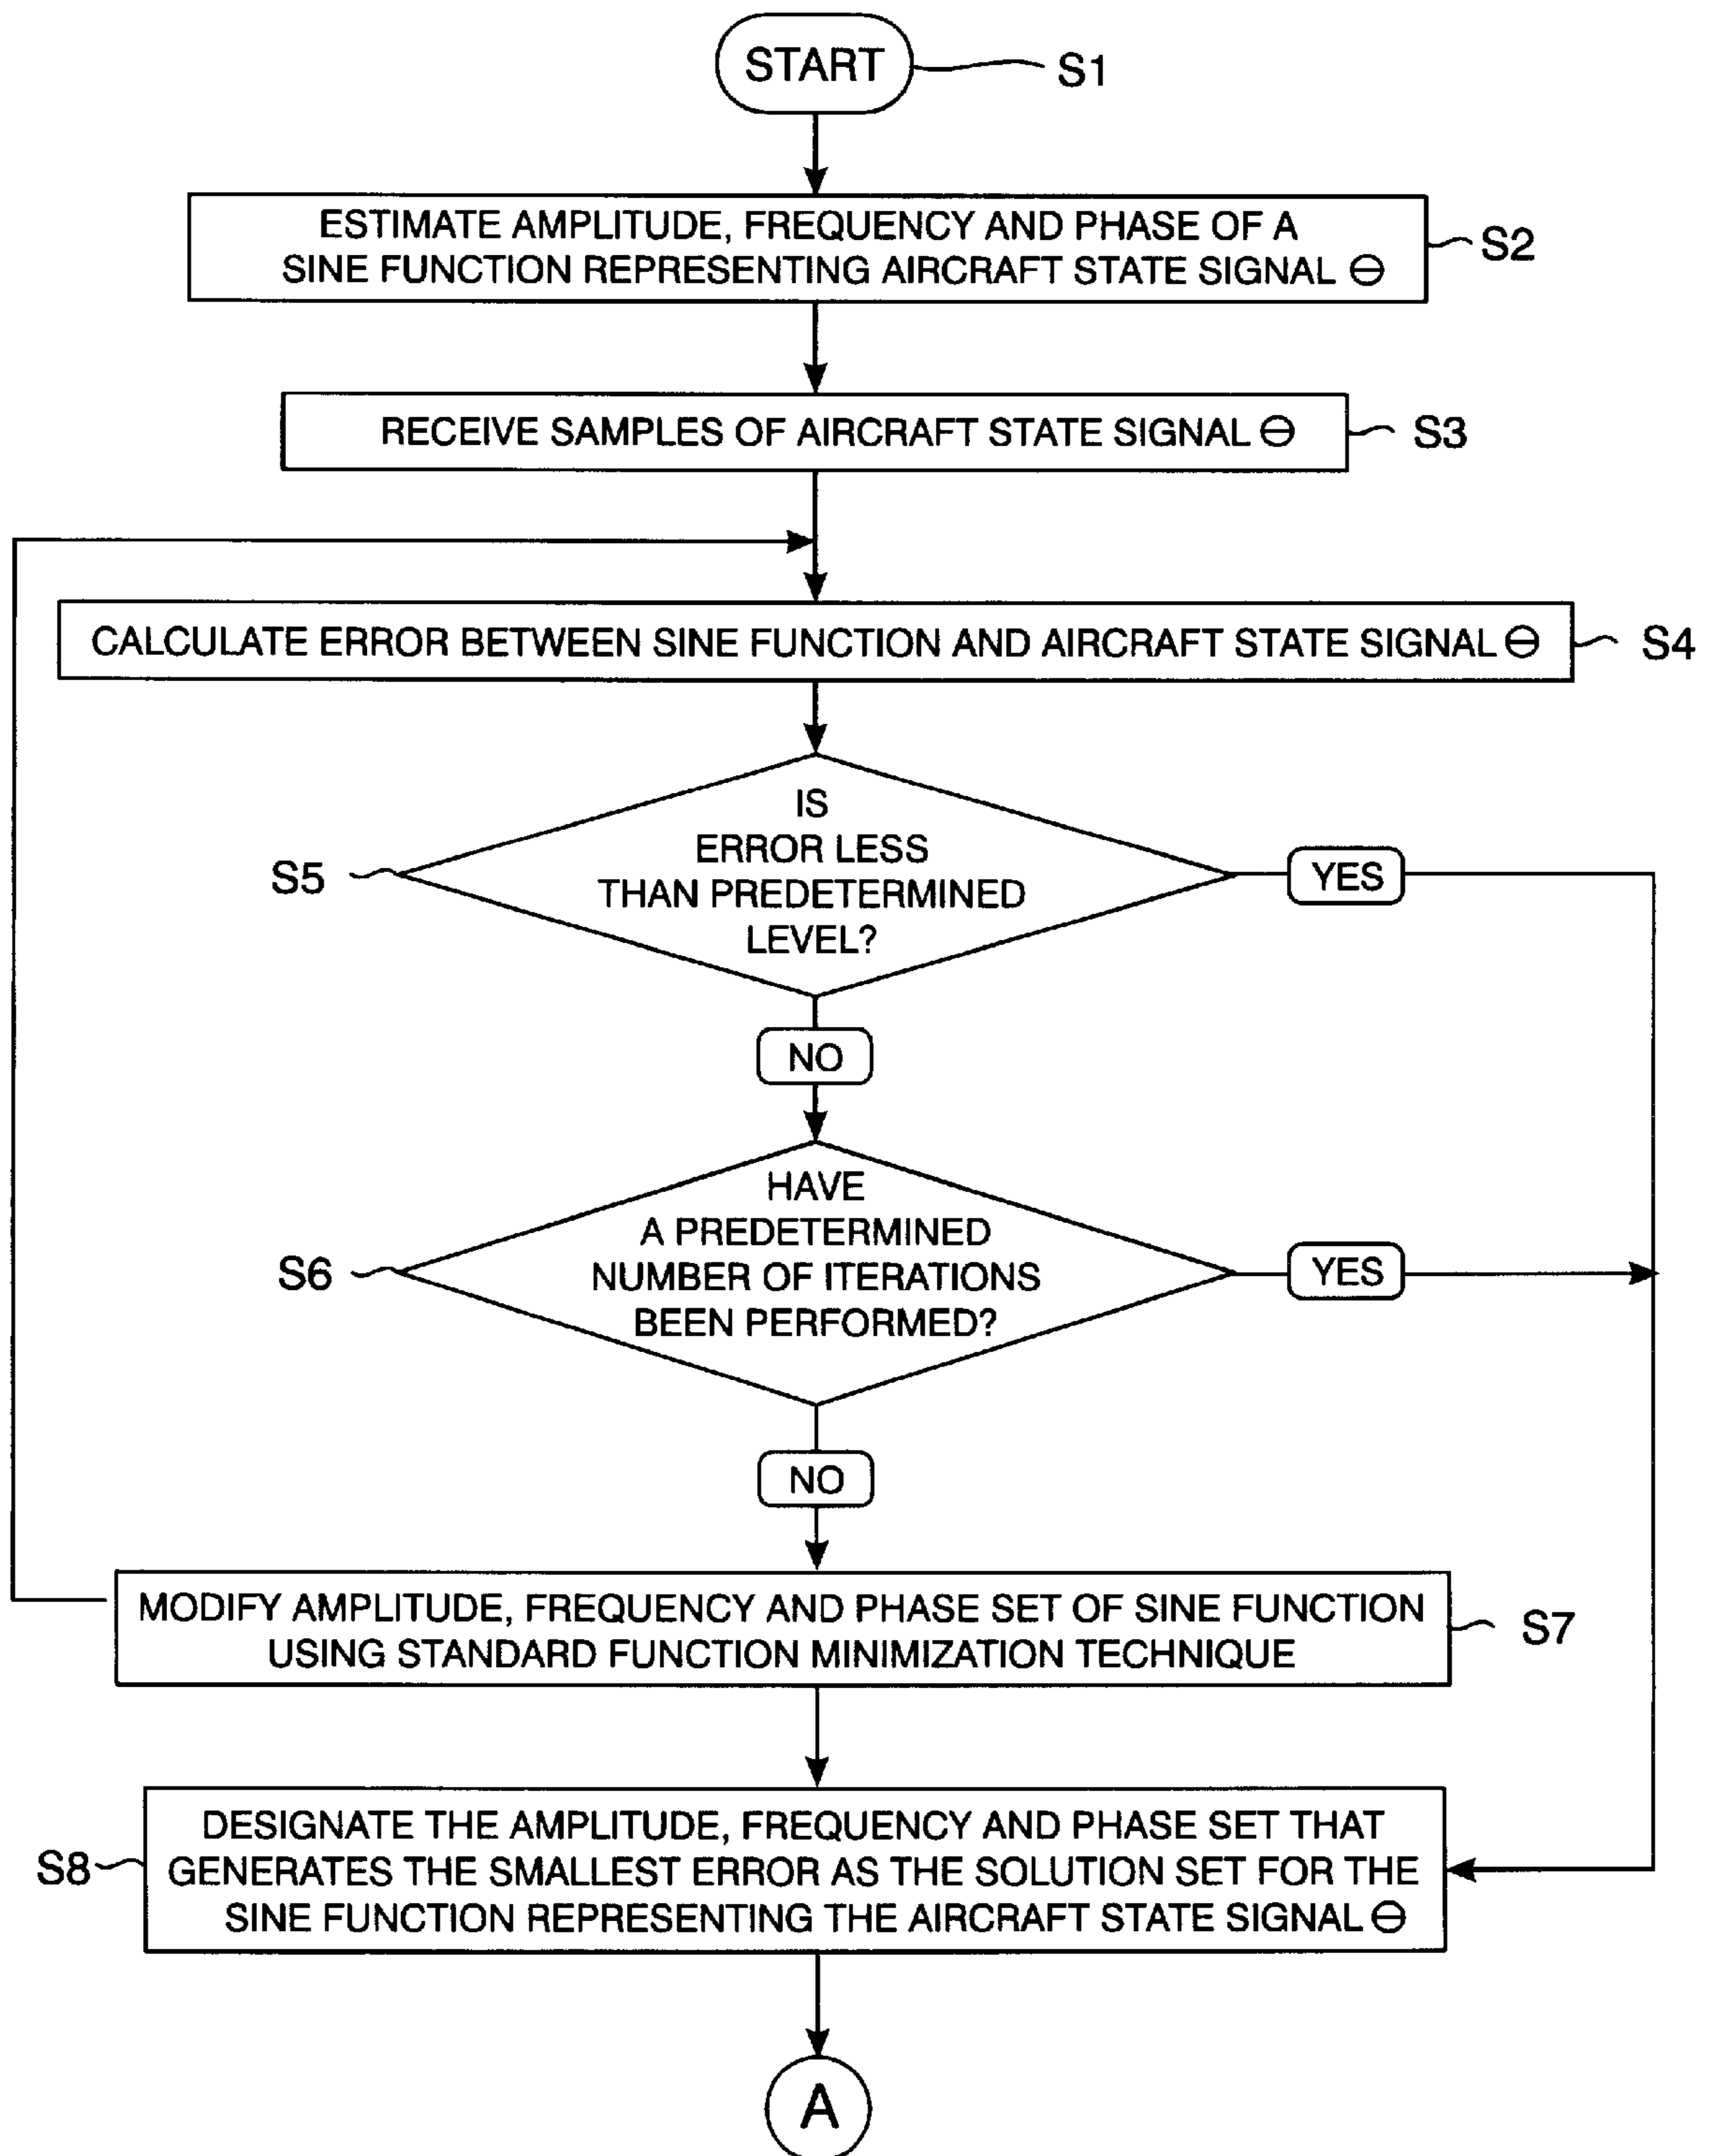 START
S1
ESTIMATE AMPLITUDE, FREQUENCY AND PHASE OF A
SINE FUNCTION REPRESENTING AIRCRAFT STATE SIGNAL ⊖
S2
RECEIVE SAMPLES OF AIRCRAFT STATE SIGNAL ⊖
S3
CALCULATE ERROR BETWEEN SINE FUNCTION AND AIRCRAFT STATE SIGNAL ⊖
S4
IS
ERROR LESS
THAN PREDETERMINED
LEVEL?
S5
YES
NO
HAVE
A PREDETERMINED
NUMBER OF ITERATIONS
BEEN PERFORMED?
S6
YES
NO
MODIFY AMPLITUDE, FREQUENCY AND PHASE SET OF SINE FUNCTION
USING STANDARD FUNCTION MINIMIZATION TECHNIQUE
S7
DESIGNATE THE AMPLITUDE, FREQUENCY AND PHASE SET THAT
GENERATES THE SMALLEST ERROR AS THE SOLUTION SET FOR THE
SINE FUNCTION REPRESENTING THE AIRCRAFT STATE SIGNAL ⊖
S8
A